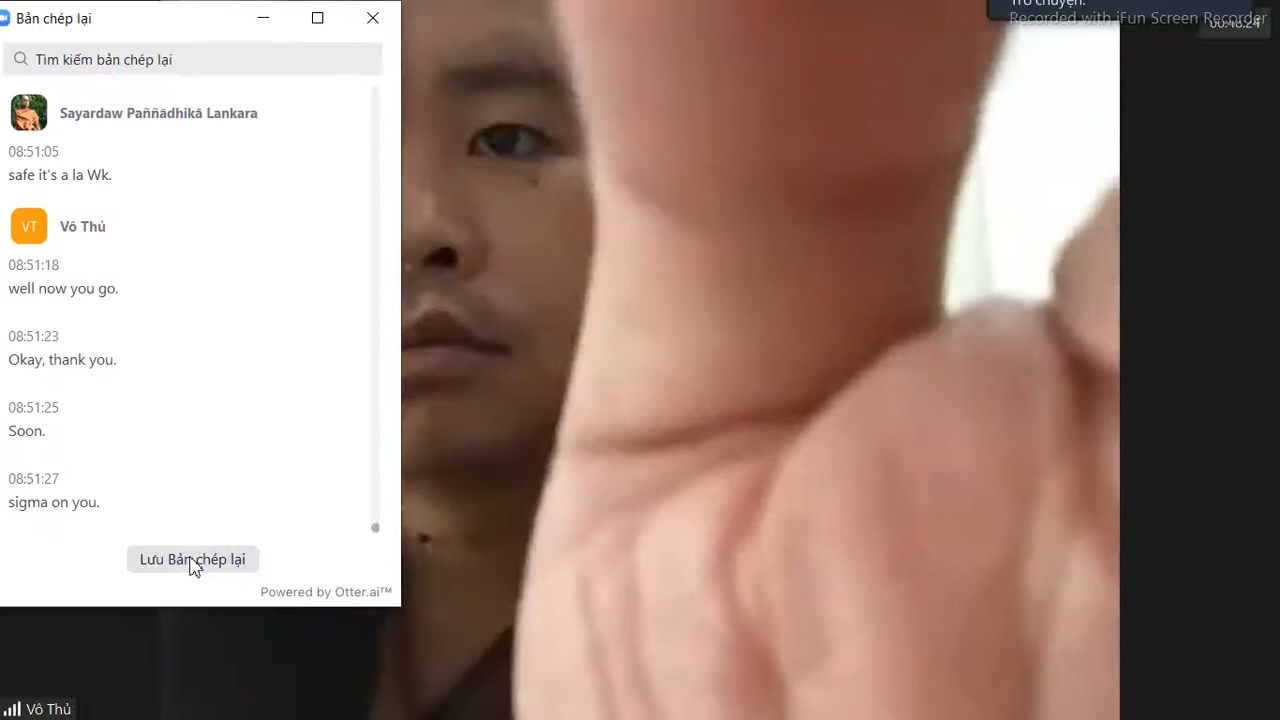 Bản chép lại
Tìm kiếm bản chép lại
Sayardaw Paññādhikā Lankara
08:51:05
safe it's a la Wk.
VT
Vô Thủ
08:51:18
well now you go.
08:51:23
Okay, thank you.
08:51:25
Soon.
08:51:27
sigma on you.
Lưu Bản chép lại
Powered by Otter.ai™
Recorded with iFun Screen Recorder
Vô Thủ